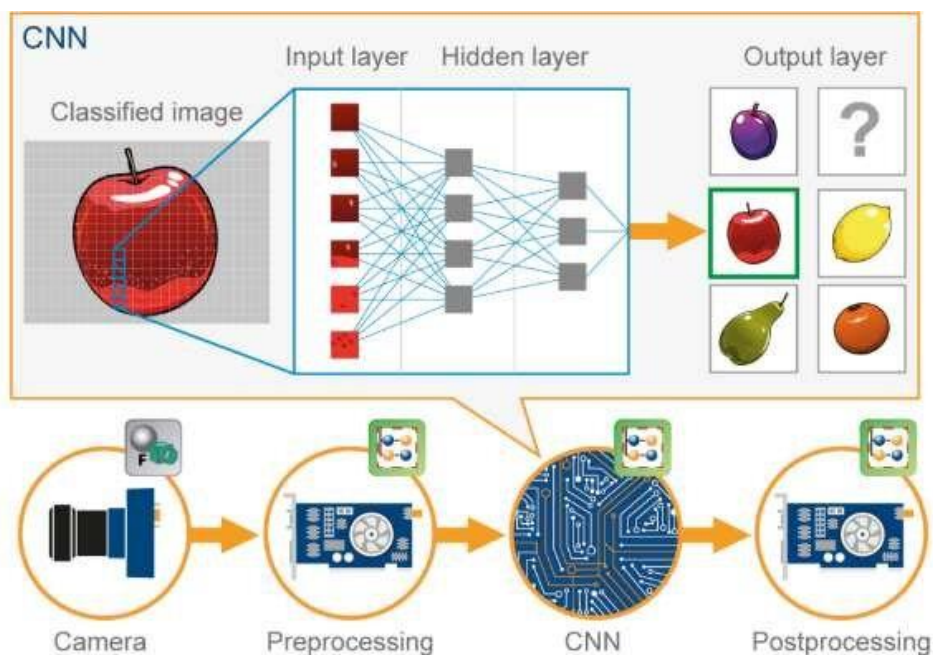 CNN
Input layer
Hidden layer
Output layer
Classified image
?
F
Camera
Preprocessing
CNN
Postprocessing